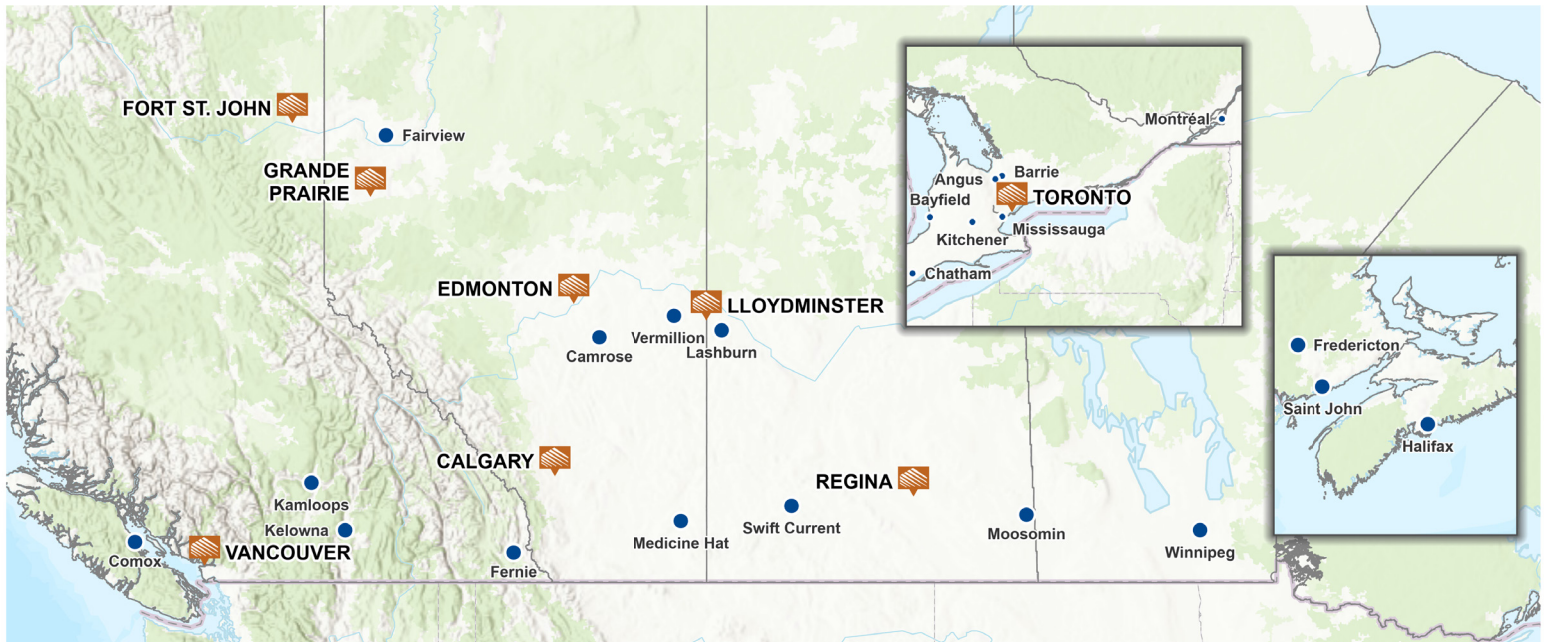 FORT ST. JOHN
Fairview
GRANDE
PRAIRIE
EDMONTON
LLOYDMINSTER
Vermillion
Camrose
Lashburn
CALGARY
REGINA
Kamloops
Kelowna
Swift Current
Medicine Hat
Moosomin
Winnipeg
VANCOUVER
Comox
Fernie
Montréal
Barrie
Angus
TORONTO
Bayfield
Mississauga
Kitchener
Chatham
Fredericton
Saint John
Halifax